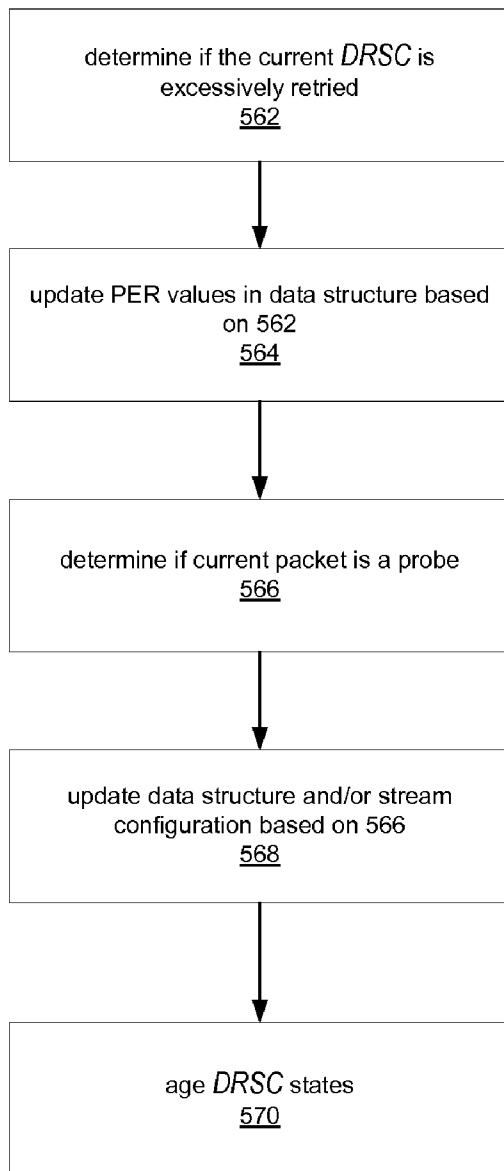 determine if the current DRSC is
excessively retried
562
update PER values in data structure based
on 562
564
determine if current packet is a probe
566
update data structure and/or stream
configuration based on 566
568
age DRSC states
570